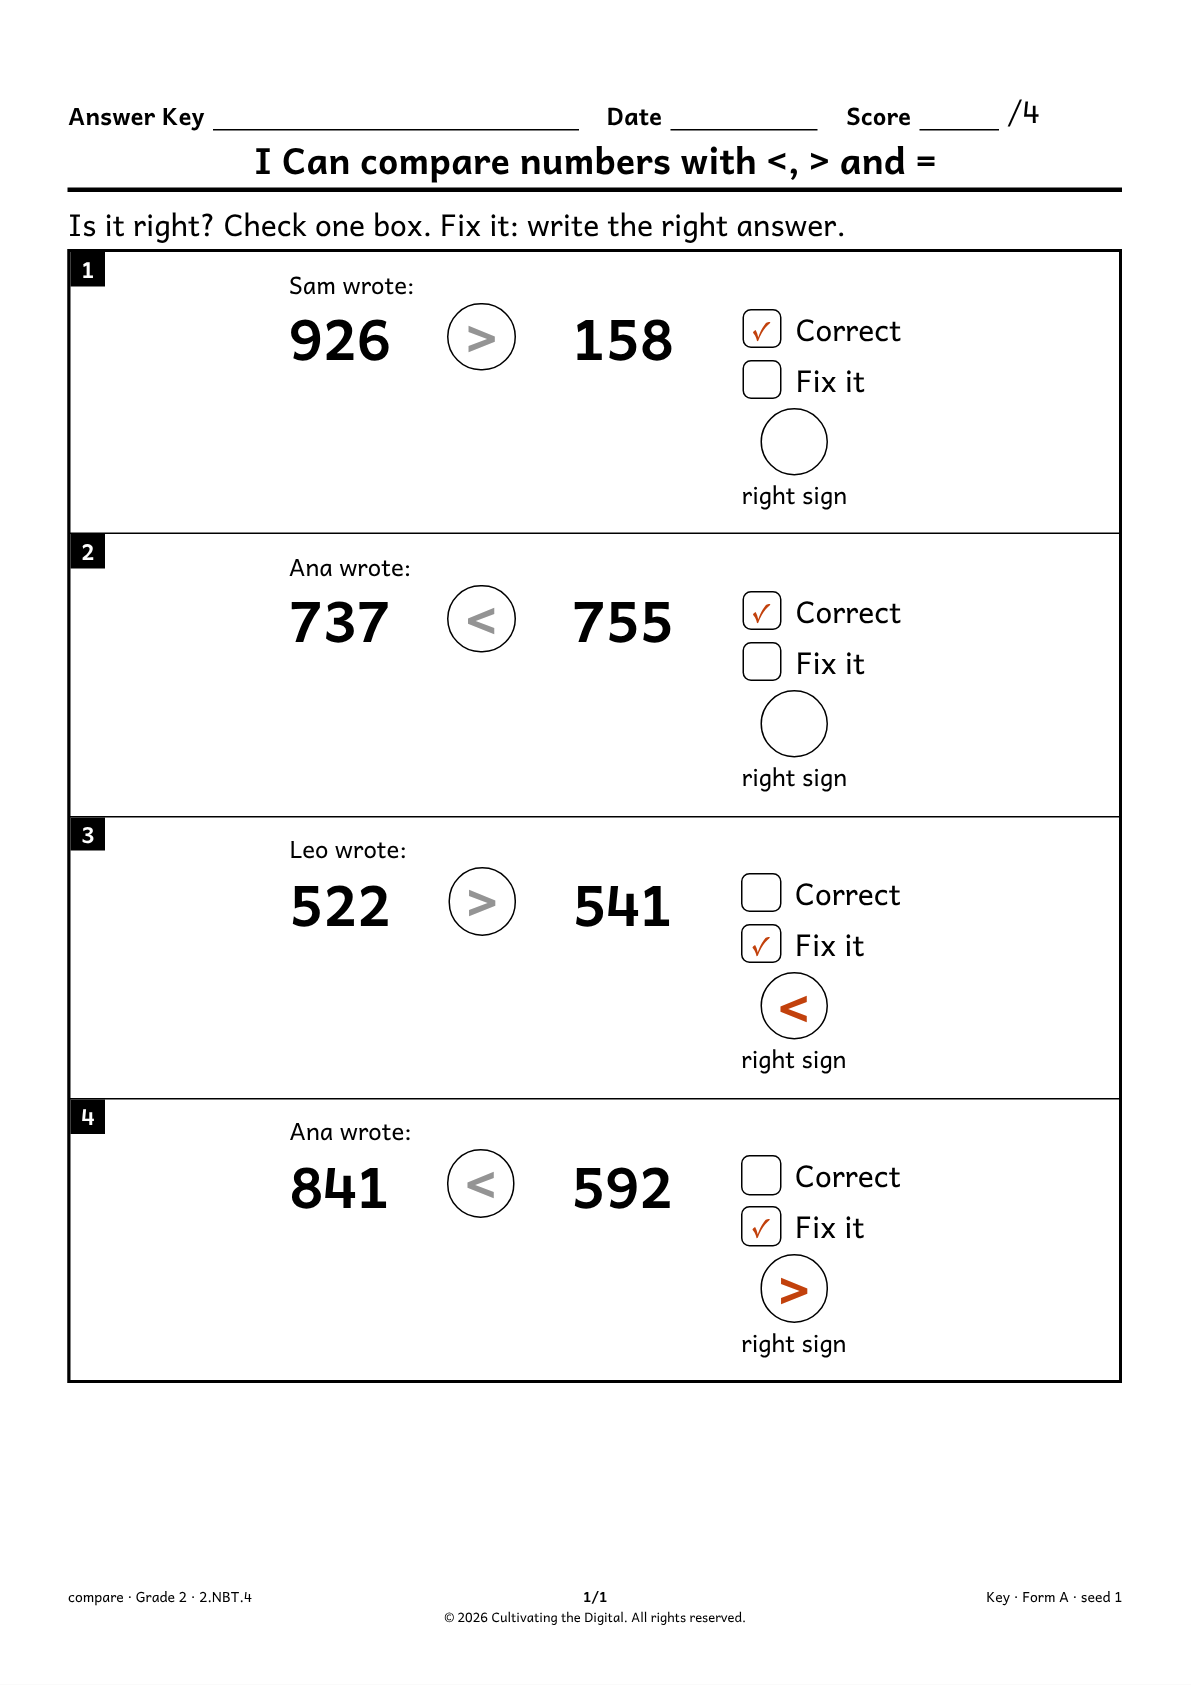 Answer Key ____________ Date ______ Score ____ /4
I Can compare numbers with <, > and =
Is it right? Check one box. Fix it: write the right answer.
1
Sam wrote:
926 > 158
✓ Correct
Fix it
right sign
2
Ana wrote:
737 < 755
✓ Correct
Fix it
right sign
3
Leo wrote:
522 > 541
Correct
✓ Fix it
<
right sign
4
Ana wrote:
841 < 592
Correct
✓ Fix it
>
right sign
compare · Grade 2 · 2.NBT.4 1/1 Key · Form A · seed 1
© 2026 Cultivating the Digital. All rights reserved.